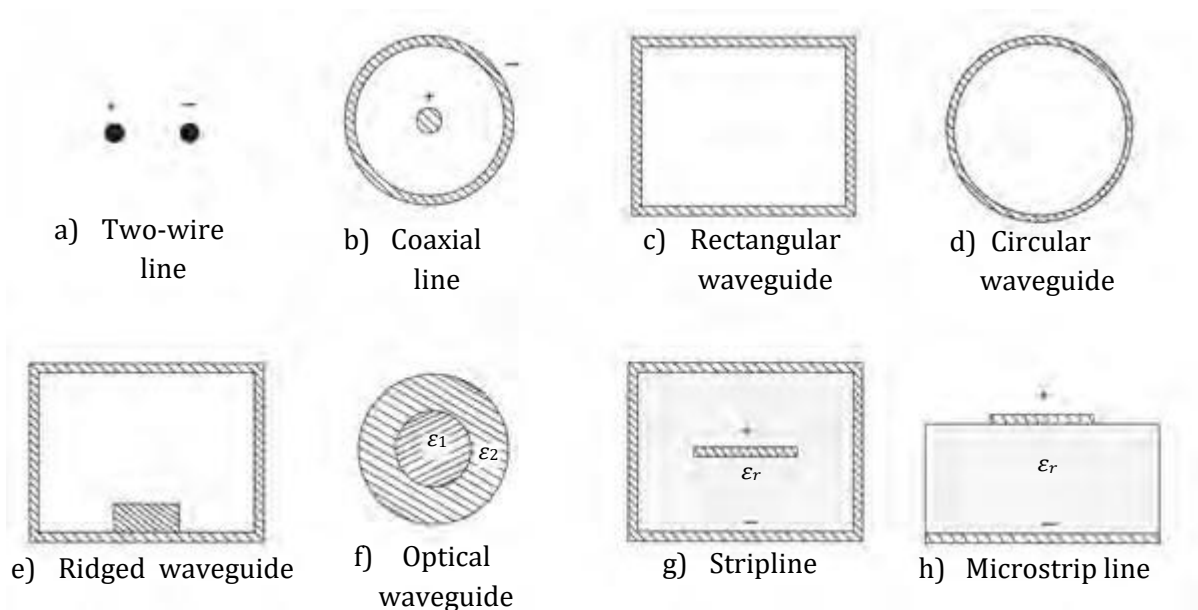 + −
a) Two-wire
line
+ −
b) Coaxial
line
c) Rectangular
waveguide
d) Circular
waveguide
e) Ridged waveguide
ε1 ε2
f) Optical
waveguide
+
εr
−
g) Stripline
+
εr
−
h) Microstrip line